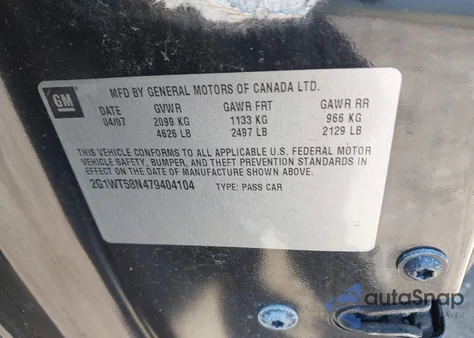 GM
MFD BY GENERAL MOTORS OF CANADA LTD.
DATE GVWR GAWR FRT GAWR RR
04/07 2099 KG 1133 KG 966 KG
4626 LB 2497 LB 2129 LB
THIS VEHICLE CONFORMS TO ALL APPLICABLE U.S. FEDERAL MOTOR
VEHICLE SAFETY, BUMPER, AND THEFT PREVENTION STANDARDS IN
EFFECT ON THE DATE OF MANUFACTURE SHOWN ABOVE.
2G1WT58N479404104 TYPE: PASS CAR
autoSnap